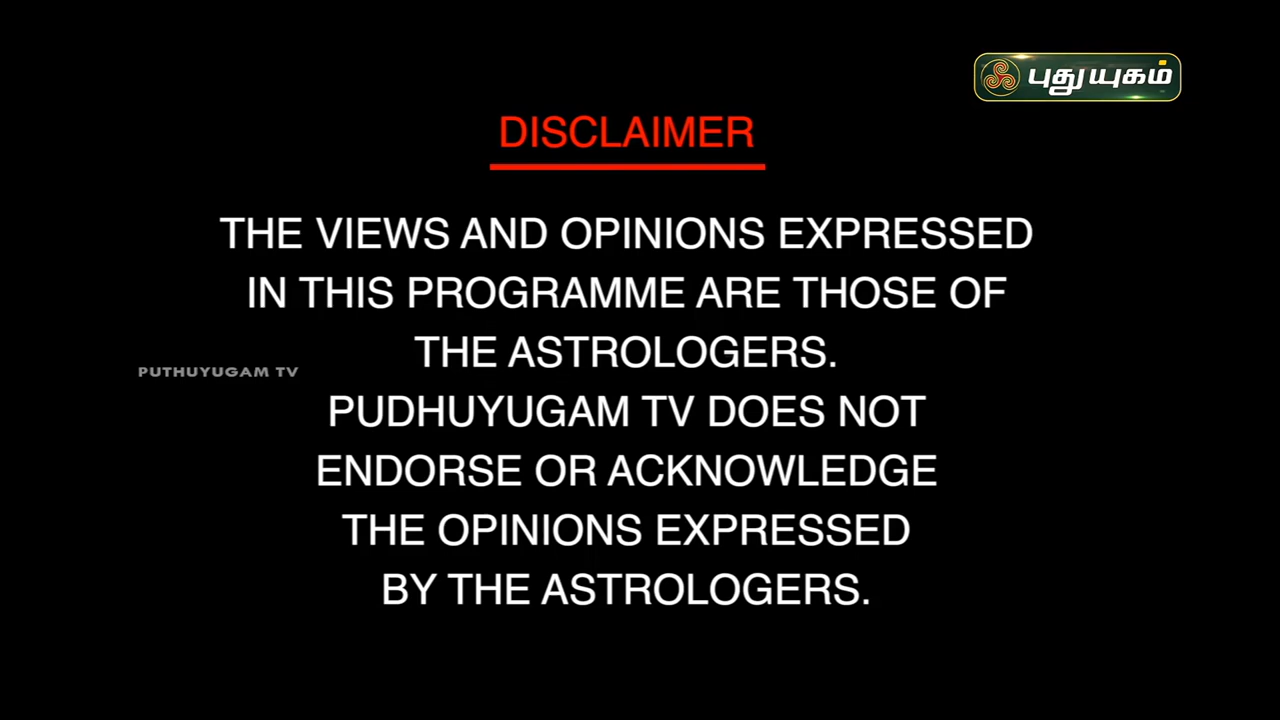 புதுயுகம்
DISCLAIMER
THE VIEWS AND OPINIONS EXPRESSED
IN THIS PROGRAMME ARE THOSE OF
THE ASTROLOGERS.
PUTHUYUGAM TV
PUDHUYUGAM TV DOES NOT
ENDORSE OR ACKNOWLEDGE
THE OPINIONS EXPRESSED
BY THE ASTROLOGERS.